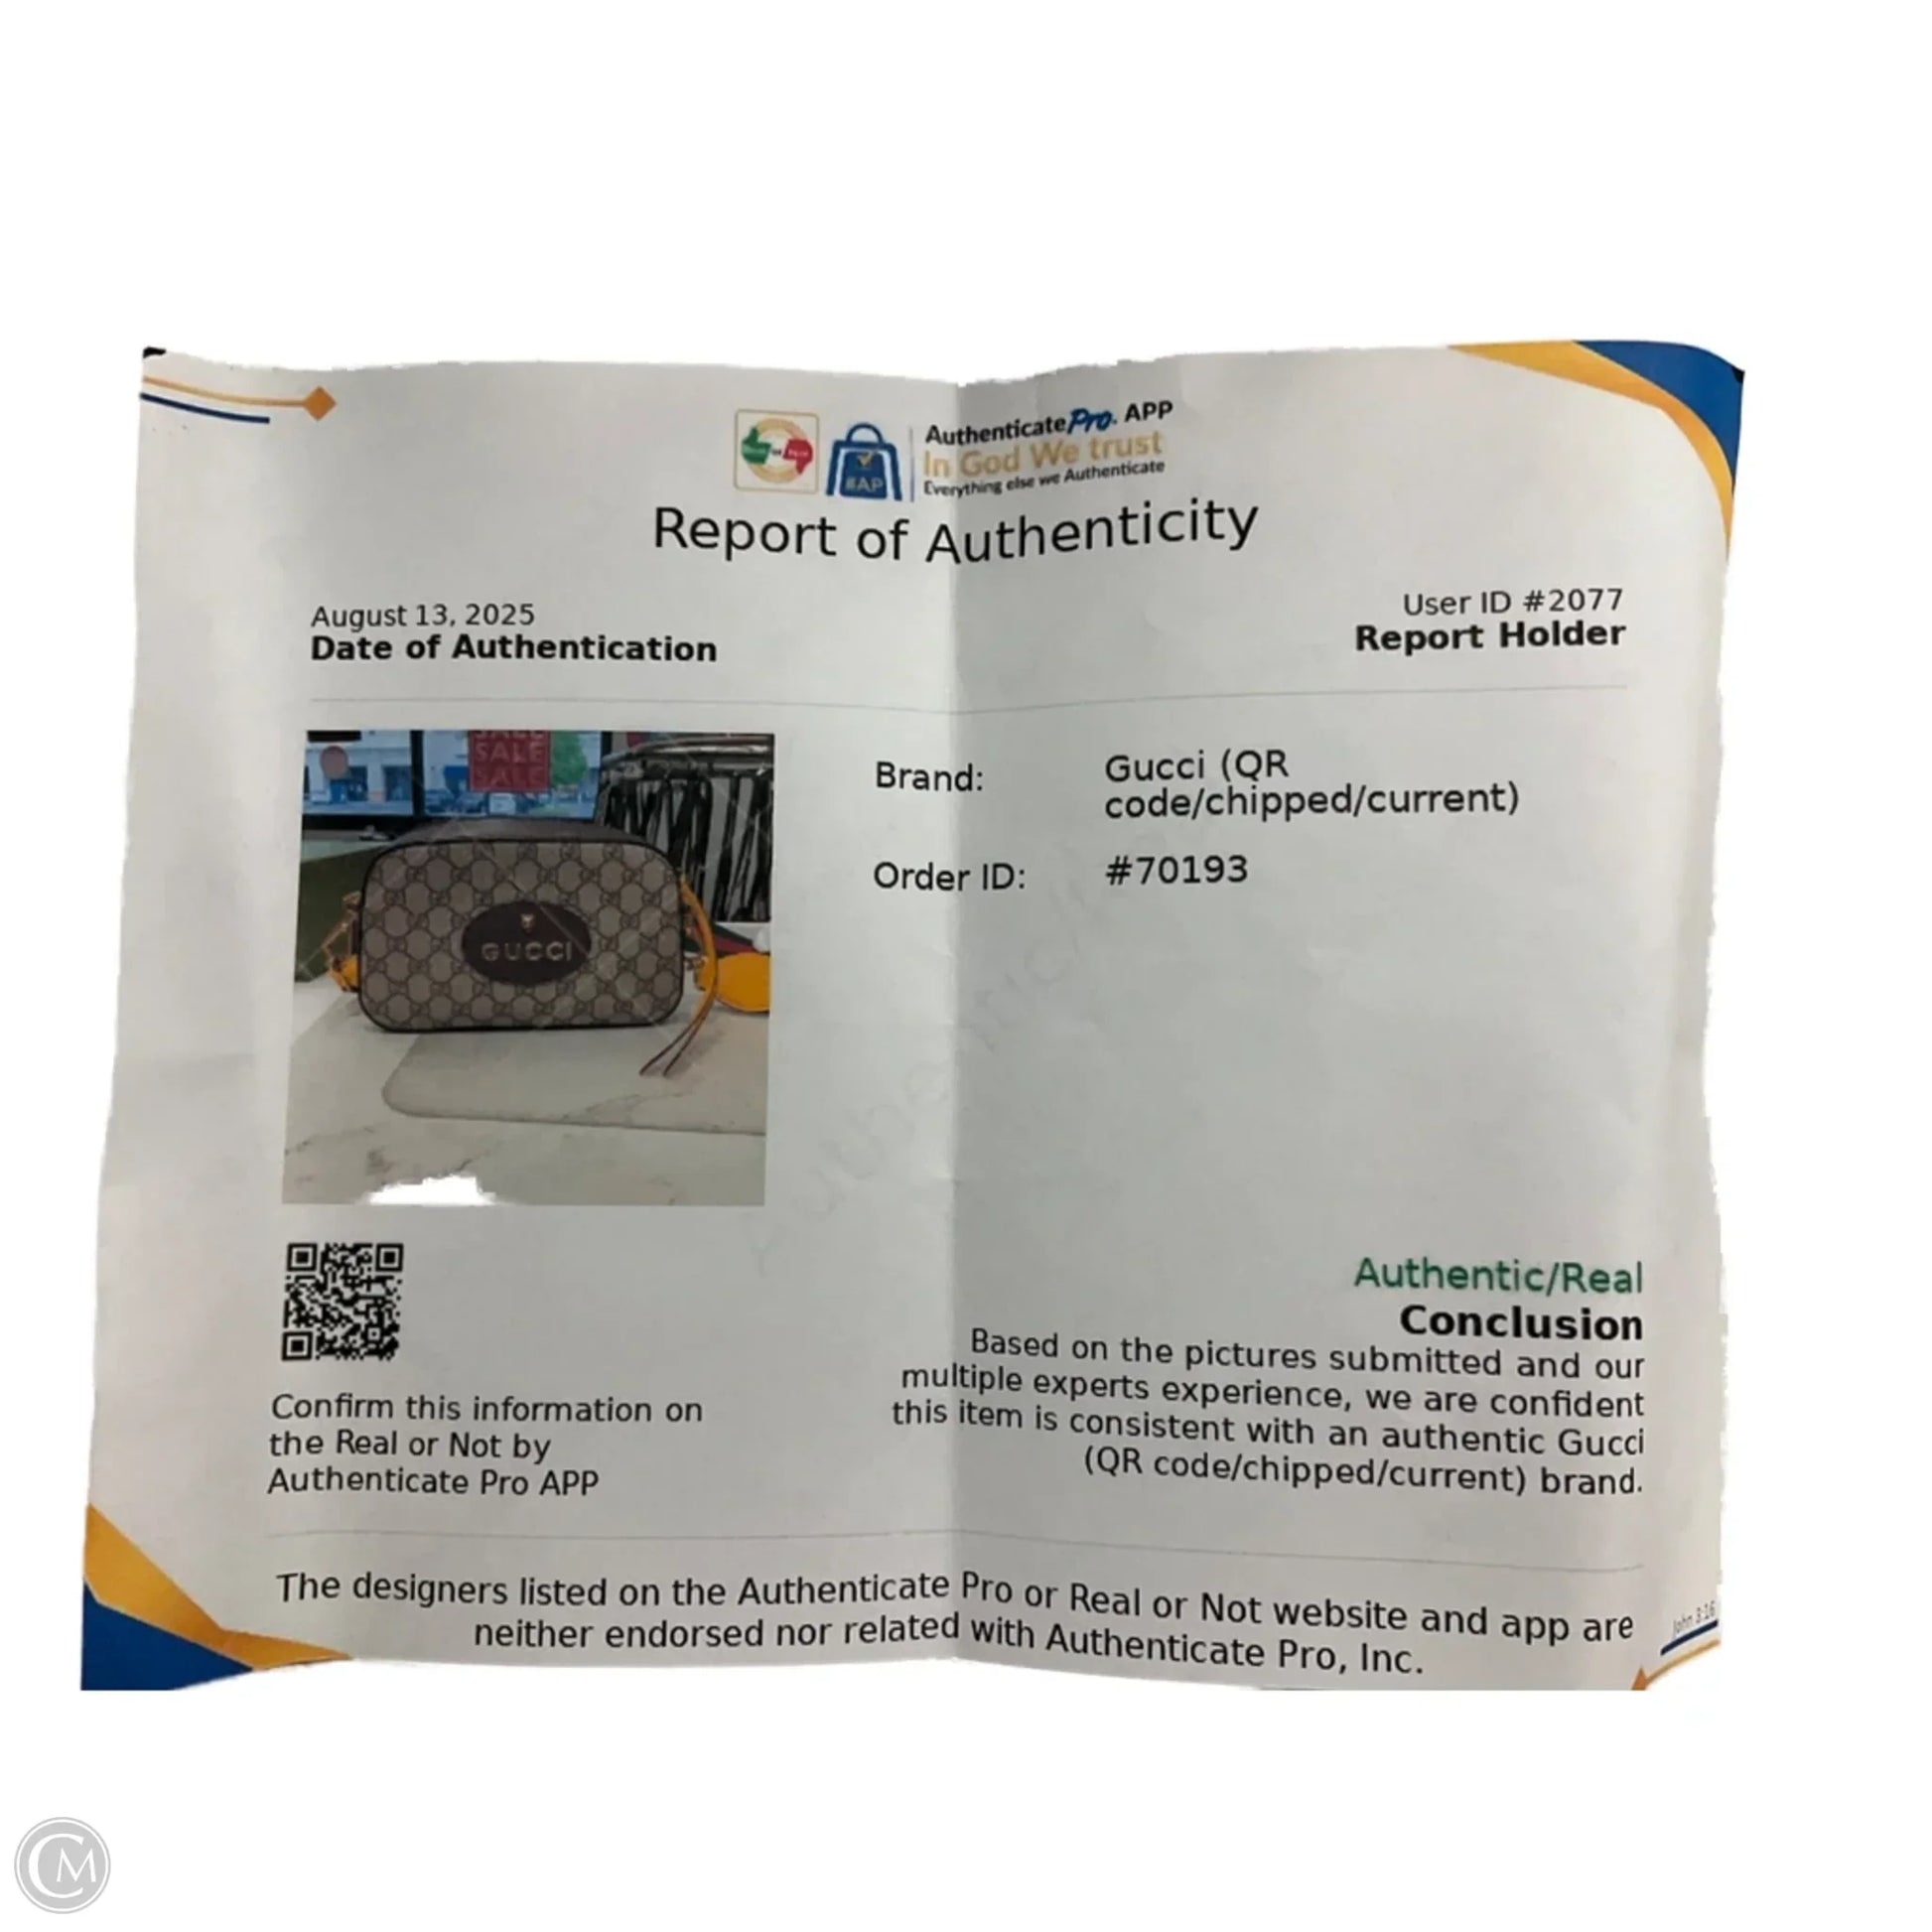 AuthenticatePro. APP
In God We trust
Everything else we Authenticate
Report of Authenticity
August 13, 2025
Date of Authentication
User ID #2077
Report Holder
SALE
SALE
SALE
GUCCI
Brand:
Gucci (QR
code/chipped/current)
Order ID:
#70193
Authentic/Real
Conclusion
Based on the pictures submitted and our
multiple experts experience, we are confident
this item is consistent with an authentic Gucci
(QR code/chipped/current) brand.
Confirm this information on
the Real or Not by
Authenticate Pro APP
The designers listed on the Authenticate Pro or Real or Not website and app are
neither endorsed nor related with Authenticate Pro, Inc.
John 3:16
CM